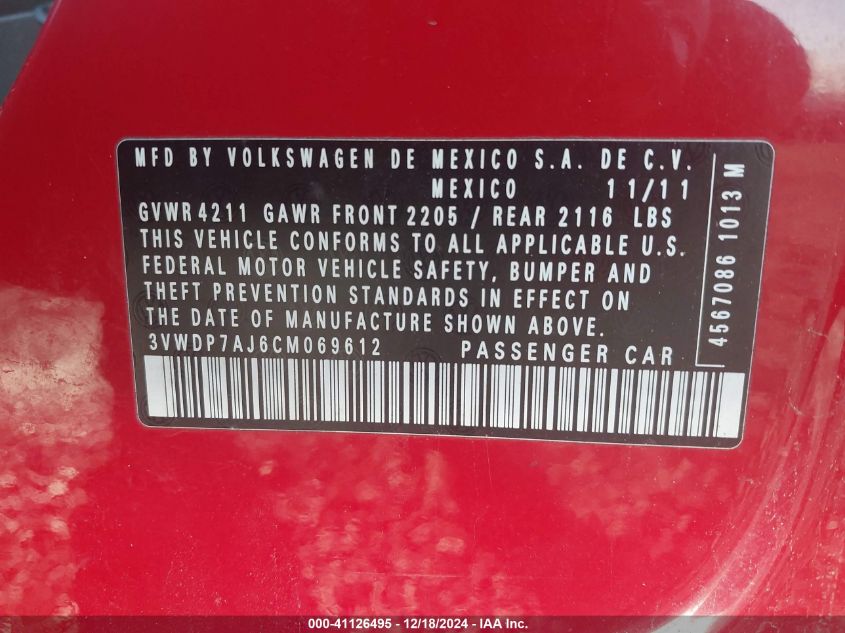 MFD BY VOLKSWAGEN DE MEXICO S.A. DE C.V.
MEXICO 11/11
GVWR 4211 GAWR FRONT 2205 / REAR 2116 LBS
THIS VEHICLE CONFORMS TO ALL APPLICABLE U.S.
FEDERAL MOTOR VEHICLE SAFETY, BUMPER AND
THEFT PREVENTION STANDARDS IN EFFECT ON
THE DATE OF MANUFACTURE SHOWN ABOVE.
3VWDP7AJ6CM069612 PASSENGER CAR
45670861013 M
000-41126495 - 12/18/2024 - IAA Inc.